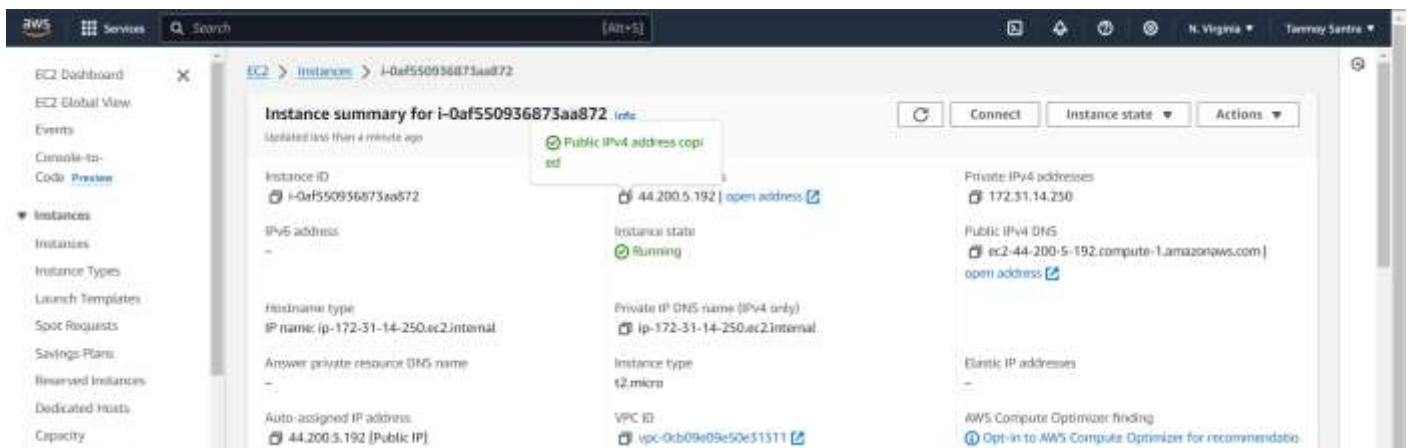 aws Services Search [Alt+S] N. Virginia Tanmoy Santra
EC2 Dashboard
EC2 Global View
Events
Console-to-
Code Preview
Instances
Instances
Instance Types
Launch Templates
Spot Requests
Savings Plans
Reserved Instances
Dedicated Hosts
Capacity
EC2 > Instances > i-0af550936873aa872
Instance summary for i-0af550936873aa872 Info
Updated less than a minute ago
Connect Instance state Actions
Public IPv4 address copi
ed
Instance ID
i-0af550936873aa872
s
44.200.5.192 | open address
Private IPv4 addresses
172.31.14.250
IPv6 address
–
Instance state
Running
Public IPv4 DNS
ec2-44-200-5-192.compute-1.amazonaws.com |
open address
Hostname type
IP name: ip-172-31-14-250.ec2.internal
Private IP DNS name (IPv4 only)
ip-172-31-14-250.ec2.internal
Answer private resource DNS name
–
Instance type
t2.micro
Elastic IP addresses
–
Auto-assigned IP address
44.200.5.192 [Public IP]
VPC ID
vpc-0cb09e09e50e31311
AWS Compute Optimizer finding
Opt-in to AWS Compute Optimizer for recommendatio